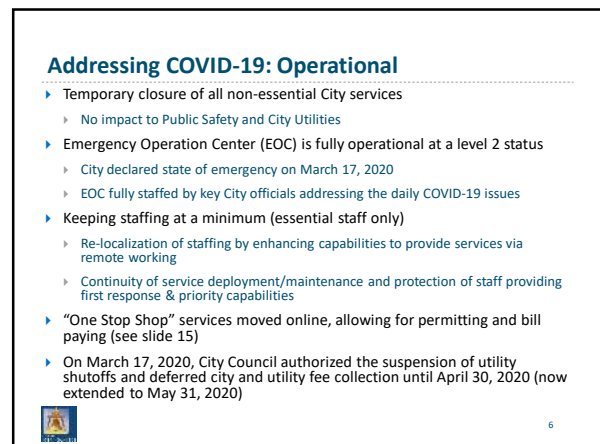 Addressing COVID-19: Operational
Temporary closure of all non-essential City services
No impact to Public Safety and City Utilities
Emergency Operation Center (EOC) is fully operational at a level 2 status
City declared state of emergency on March 17, 2020
EOC fully staffed by key City officials addressing the daily COVID-19 issues
Keeping staffing at a minimum (essential staff only)
Re-localization of staffing by enhancing capabilities to provide services via
remote working
Continuity of service deployment/maintenance and protection of staff providing
first response & priority capabilities
“One Stop Shop” services moved online, allowing for permitting and bill
paying (see slide 15)
On March 17, 2020, City Council authorized the suspension of utility
shutoffs and deferred city and utility fee collection until April 30, 2020 (now
extended to May 31, 2020)
6